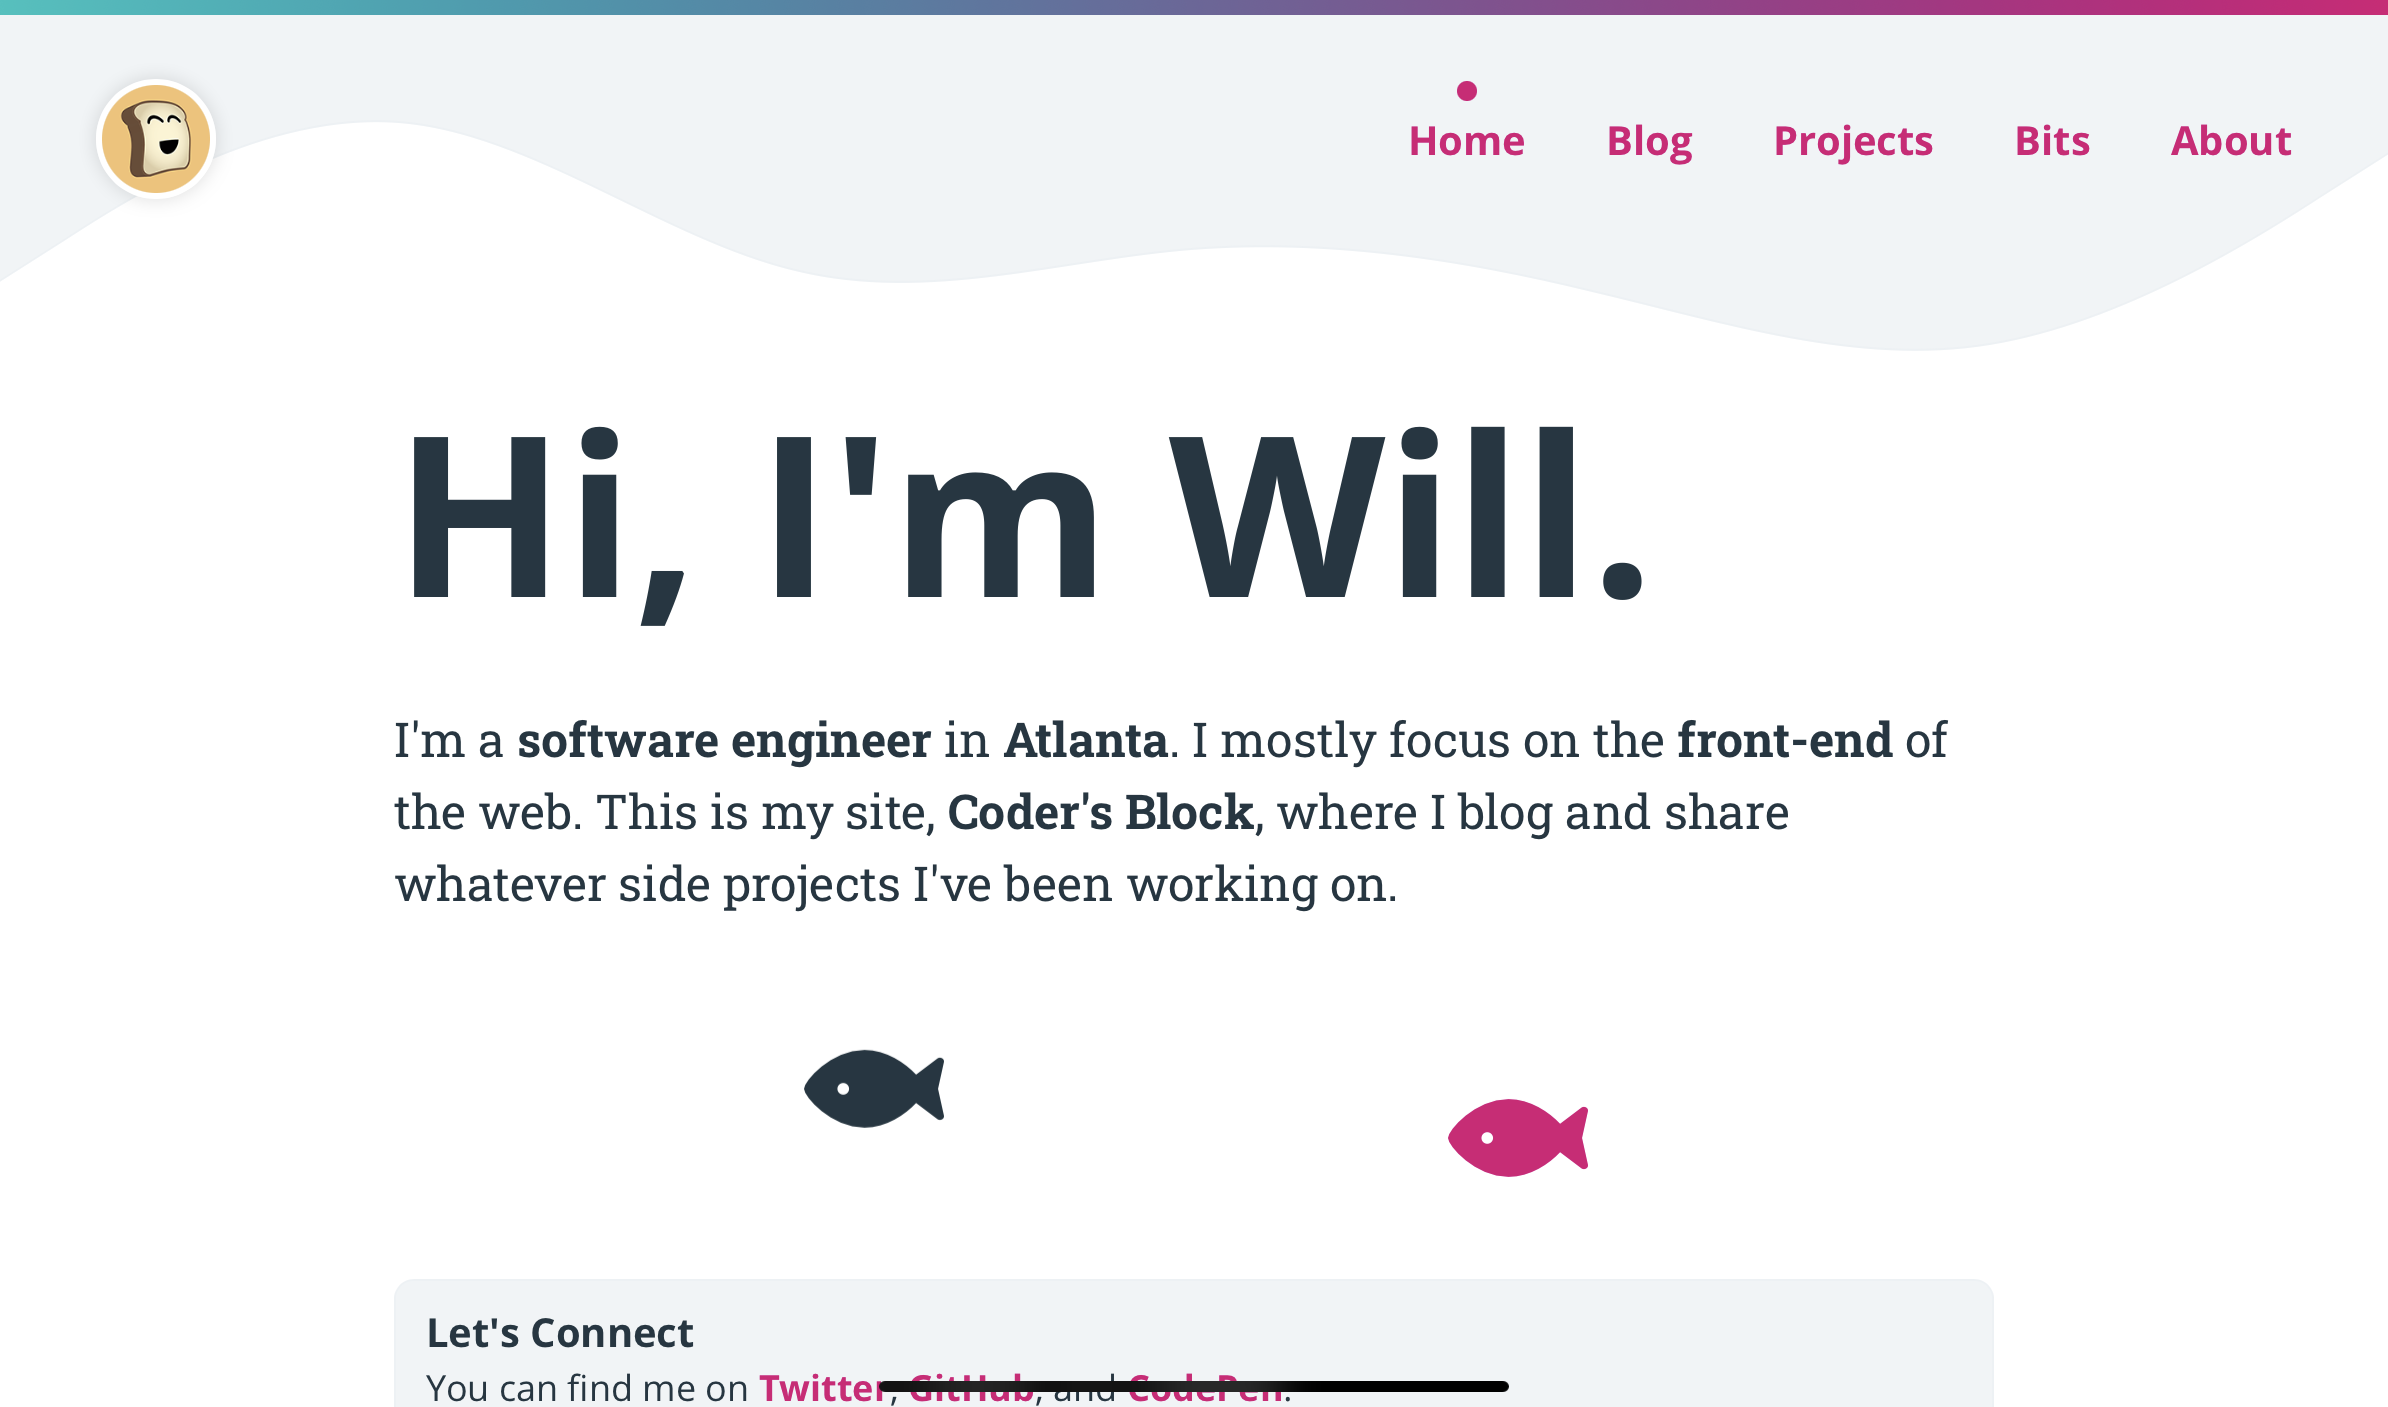 Home Blog Projects Bits About
Hi, I'm Will.
I'm a software engineer in Atlanta. I mostly focus on the front-end of
the web. This is my site, Coder's Block, where I blog and share
whatever side projects I've been working on.
Let's Connect
You can find me on Twitter, GitHub, and CodePen.